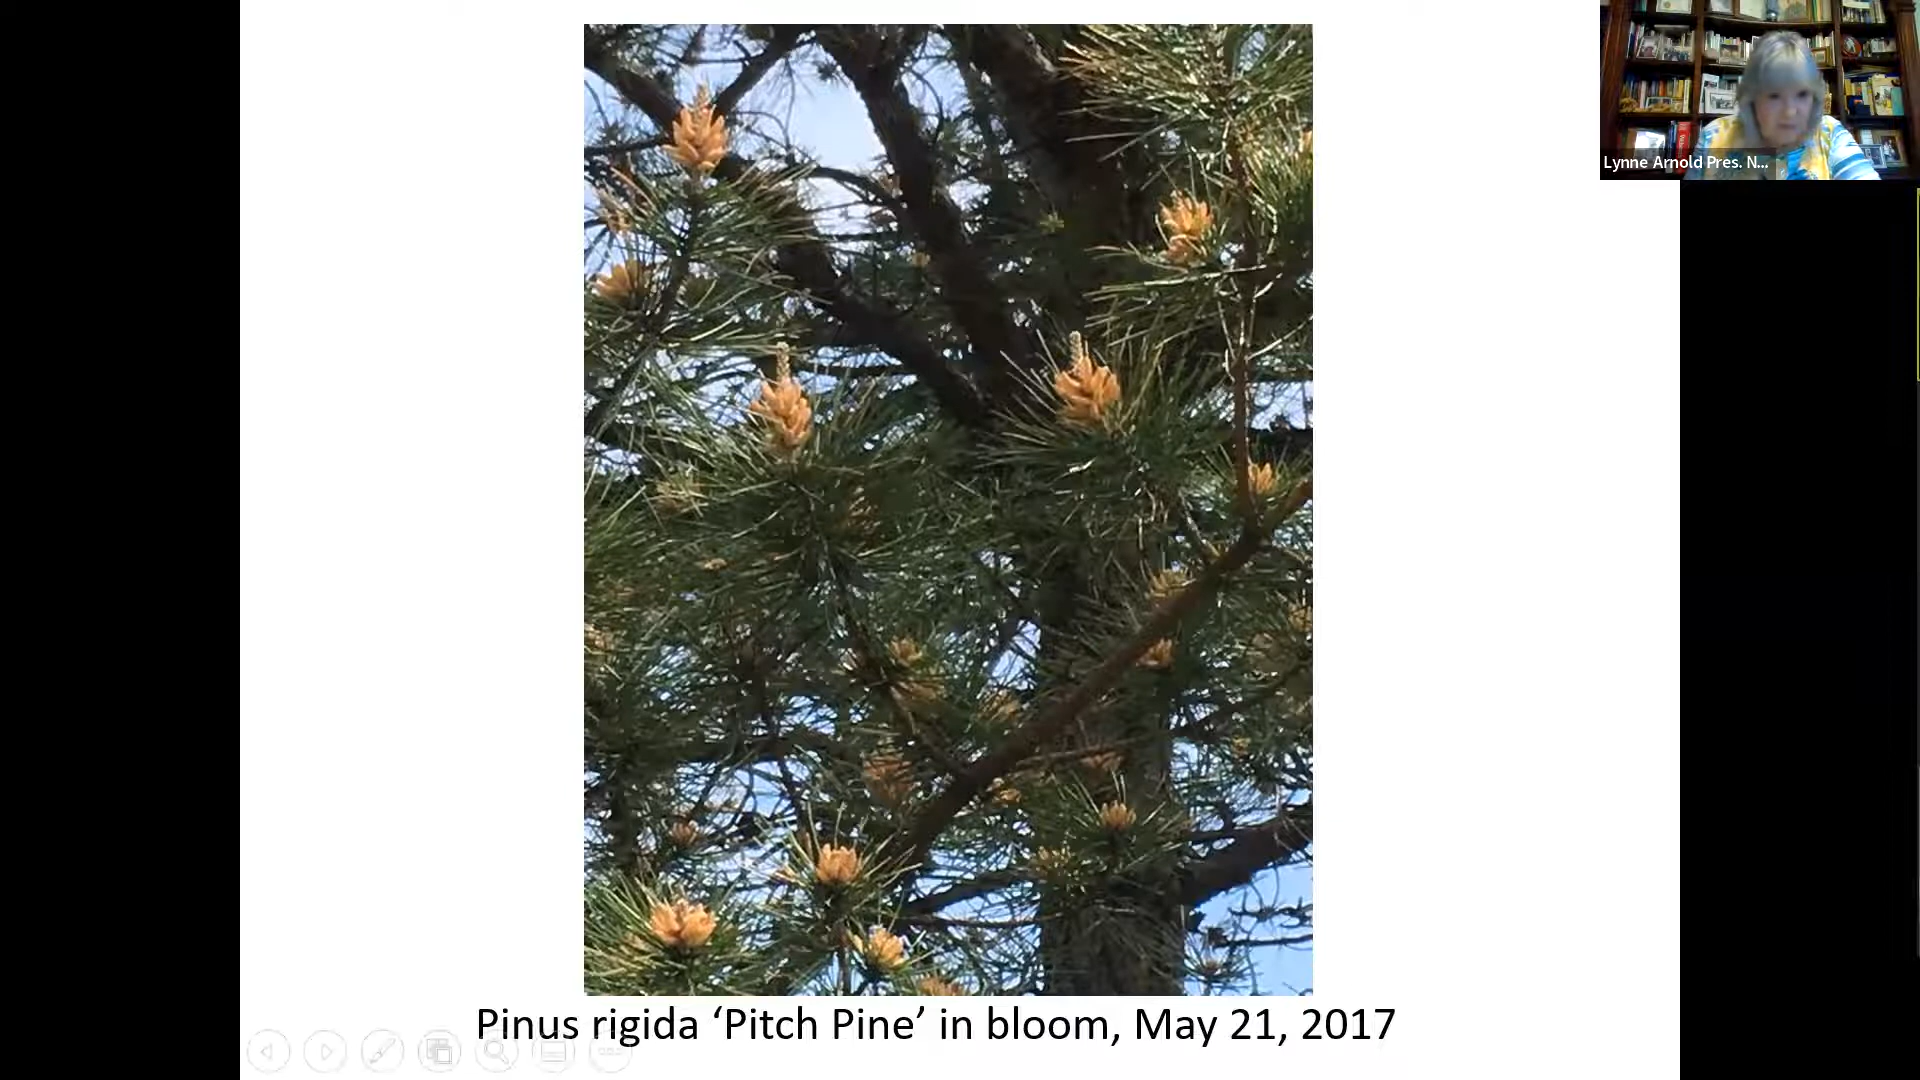 Lynne Arnold Pres. N...
Pinus rigida ‘Pitch Pine’ in bloom, May 21, 2017